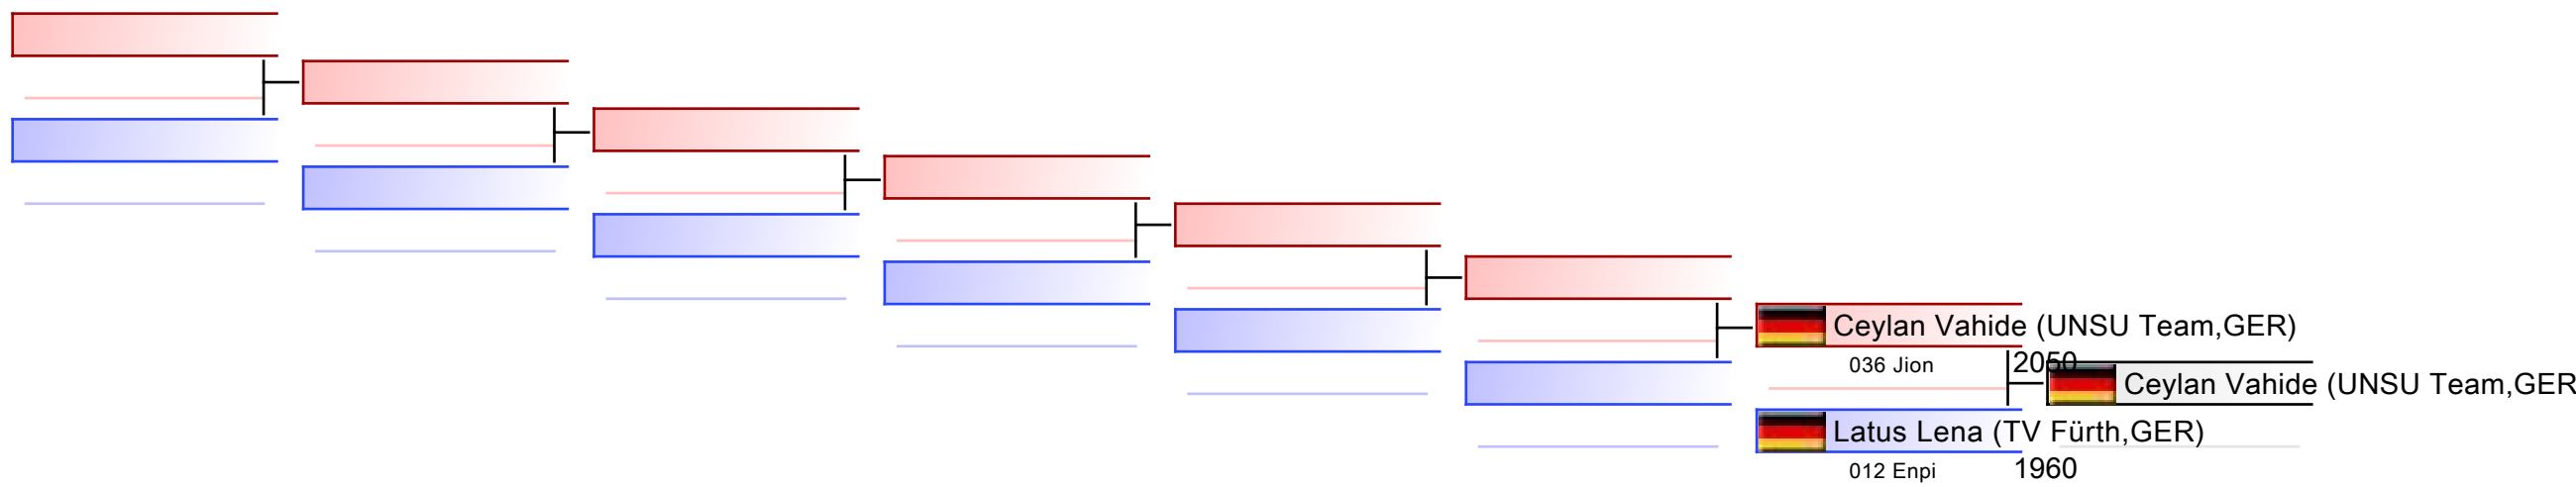 Ceylan Vahide (UNSU Team,GER)
036 Jion
2050
Ceylan Vahide (UNSU Team,GER
Latus Lena (TV Fürth,GER)
012 Enpi
1960